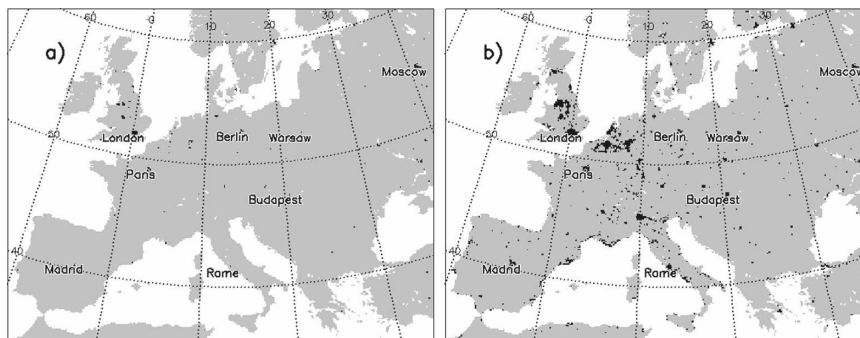 60 0 10 20 30
a)
Moscow
50
London Berlin Warsaw
Paris
Budapest
40
Madrid Rome
60 0 10 20 30
b)
Moscow
50
London Berlin Warsaw
Paris
Budapest
40
Madrid Rome